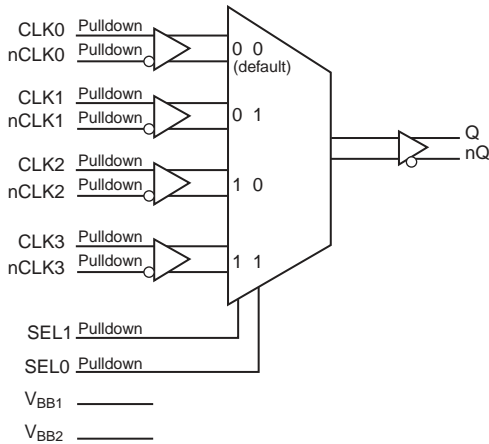 CLK0 Pulldown
nCLK0 Pulldown
0 0
(default)
CLK1 Pulldown
nCLK1 Pulldown
0 1
CLK2 Pulldown
nCLK2 Pulldown
1 0
CLK3 Pulldown
nCLK3 Pulldown
1 1
Q
nQ
SEL1 Pulldown
SEL0 Pulldown
VBB1
VBB2